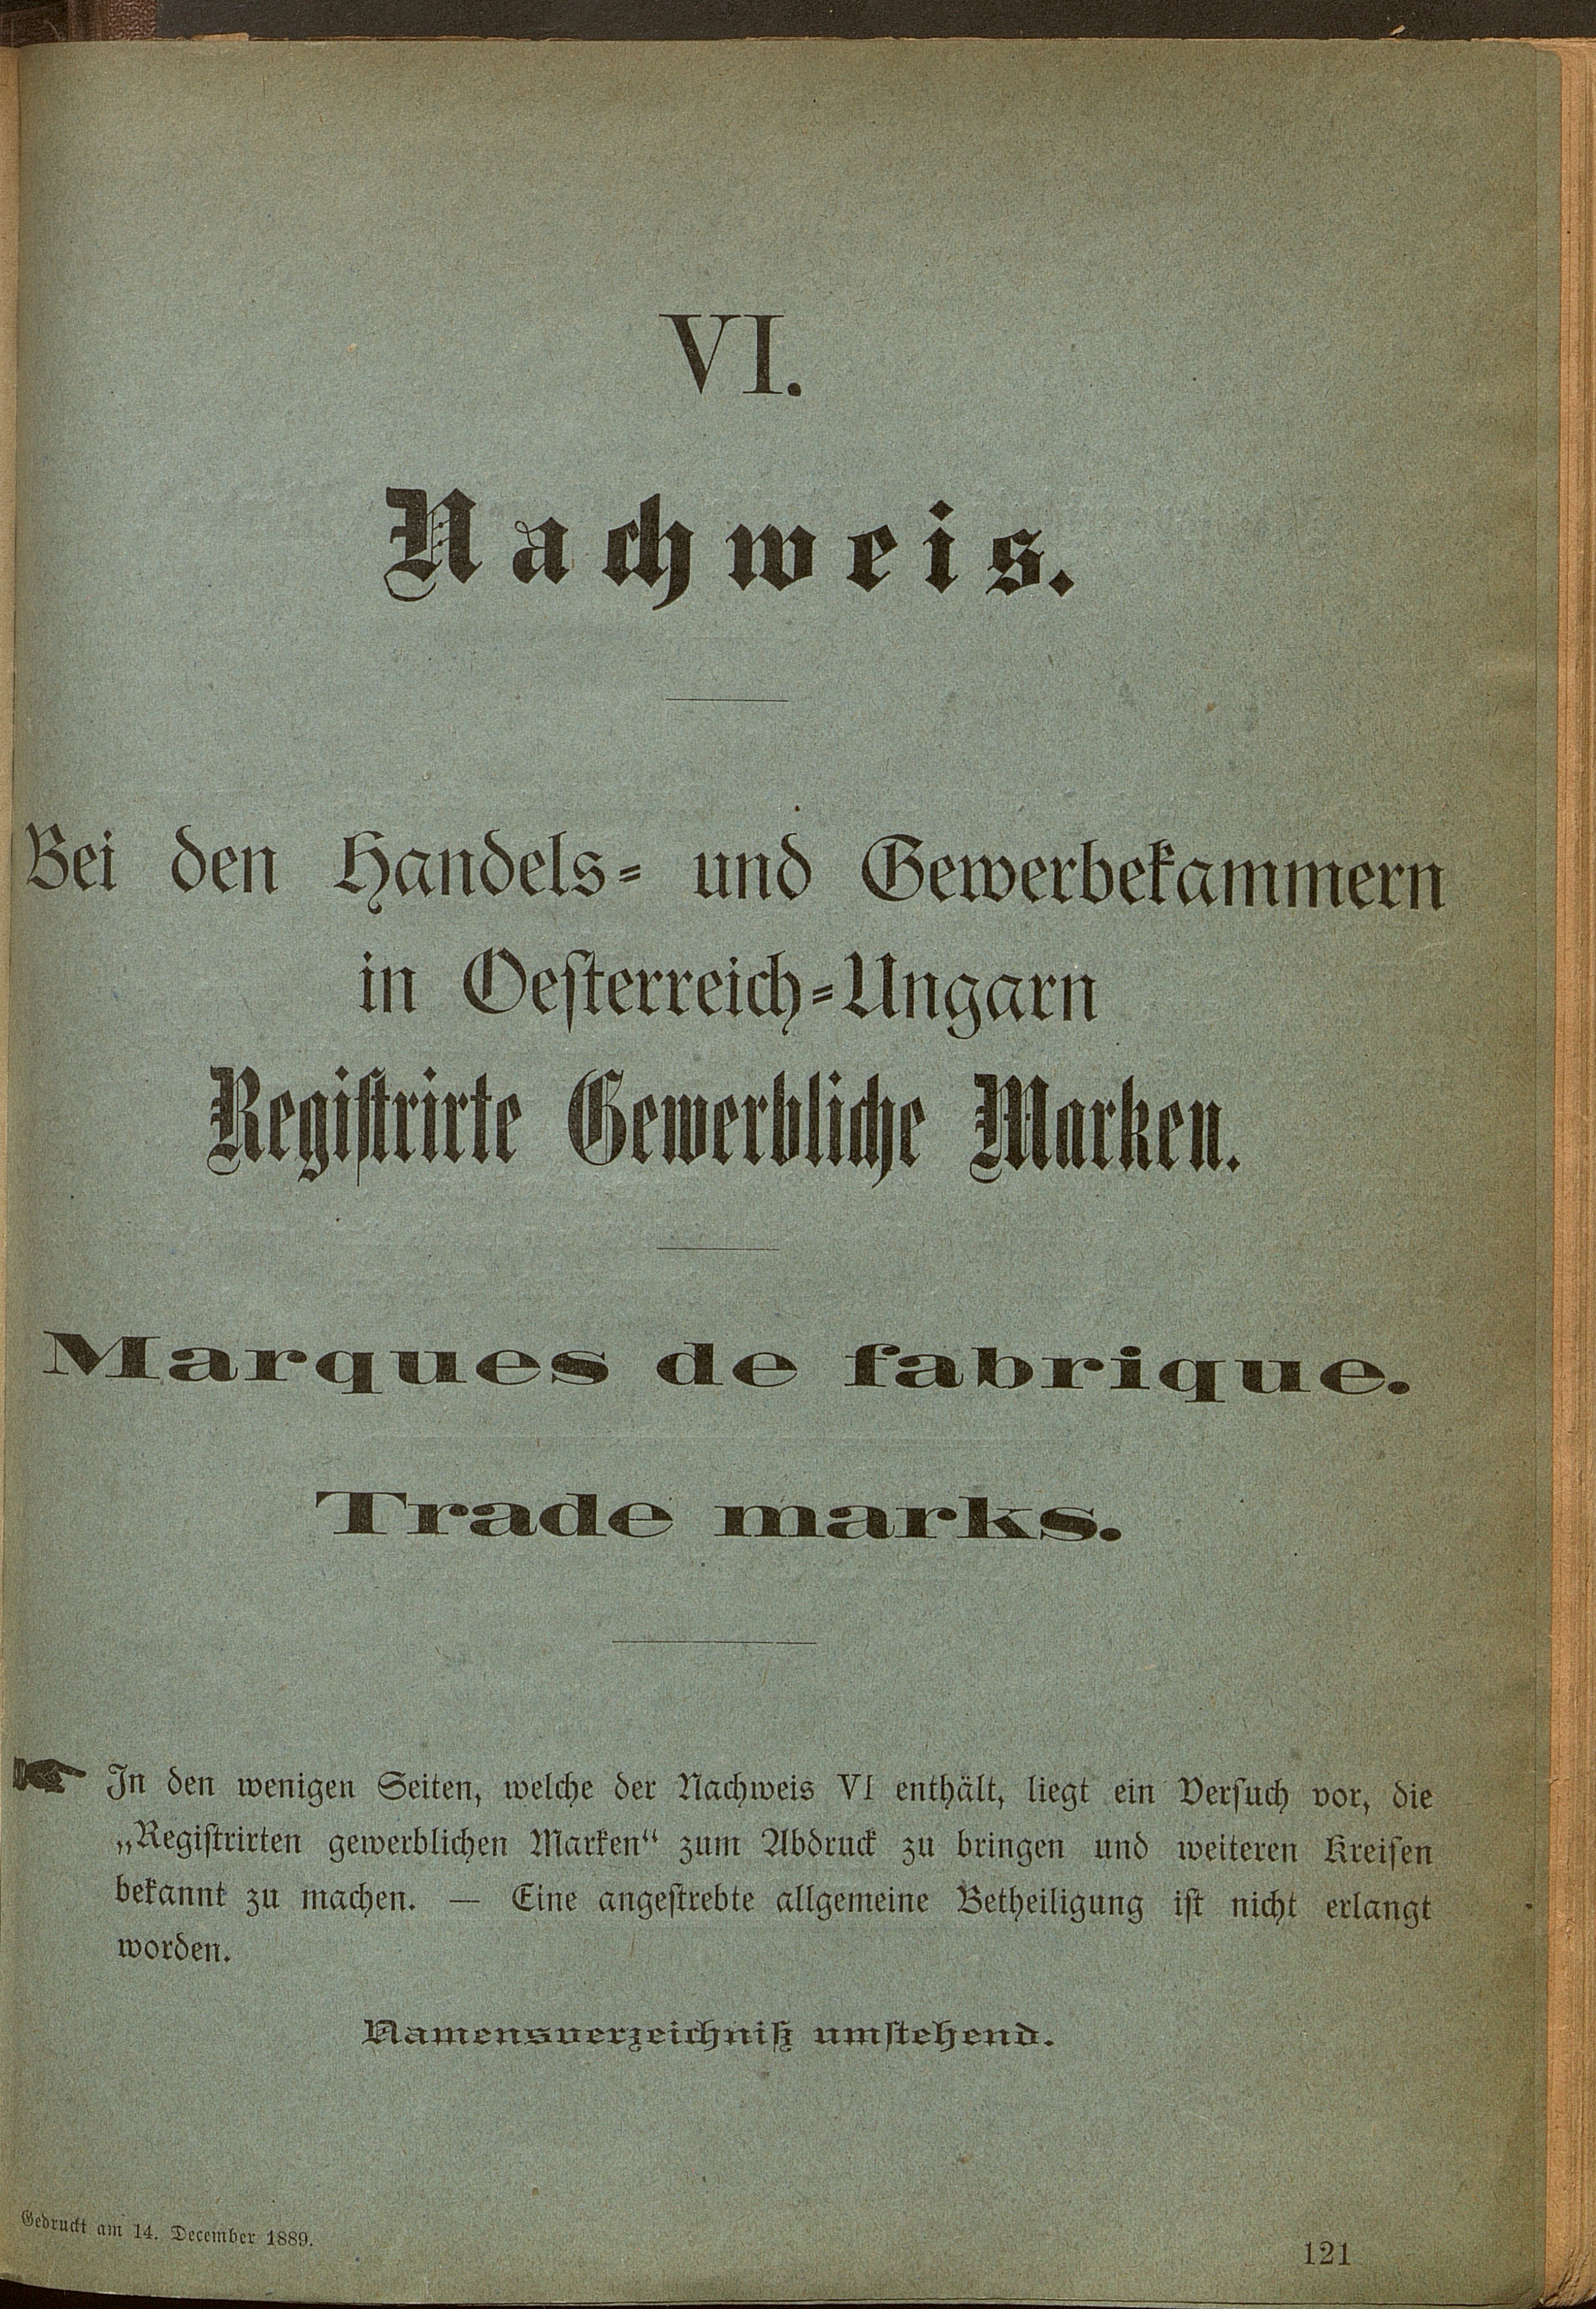 VI.
Nachweis.
Bei den Handels- und Gewerbekammern
in Oesterreich-Ungarn
Registrirte Gewerbliche Marken.
Marques de fabrique.
Trade marks.
In den wenigen Seiten, welche der Nachweis VI enthält, liegt ein Versuch vor, die
„Registrirten gewerblichen Marken“ zum Abdruck zu bringen und weiteren Kreisen
bekannt zu machen. — Eine angestrebte allgemeine Betheiligung ist nicht erlangt
worden.
Namensverzeichniß umstehend.
Gedruckt am 14. December 1889.
121